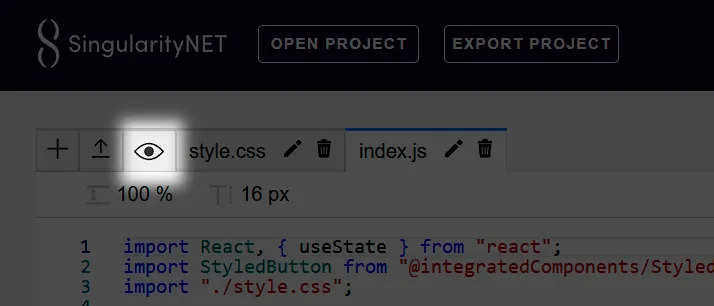 SingularityNET OPEN PROJECT EXPORT PROJECT
style.css index.js
100 % 16 px
1 import React, { useState } from "react";
2 import StyledButton from "@integratedComponents/Styled
3 import "./style.css";